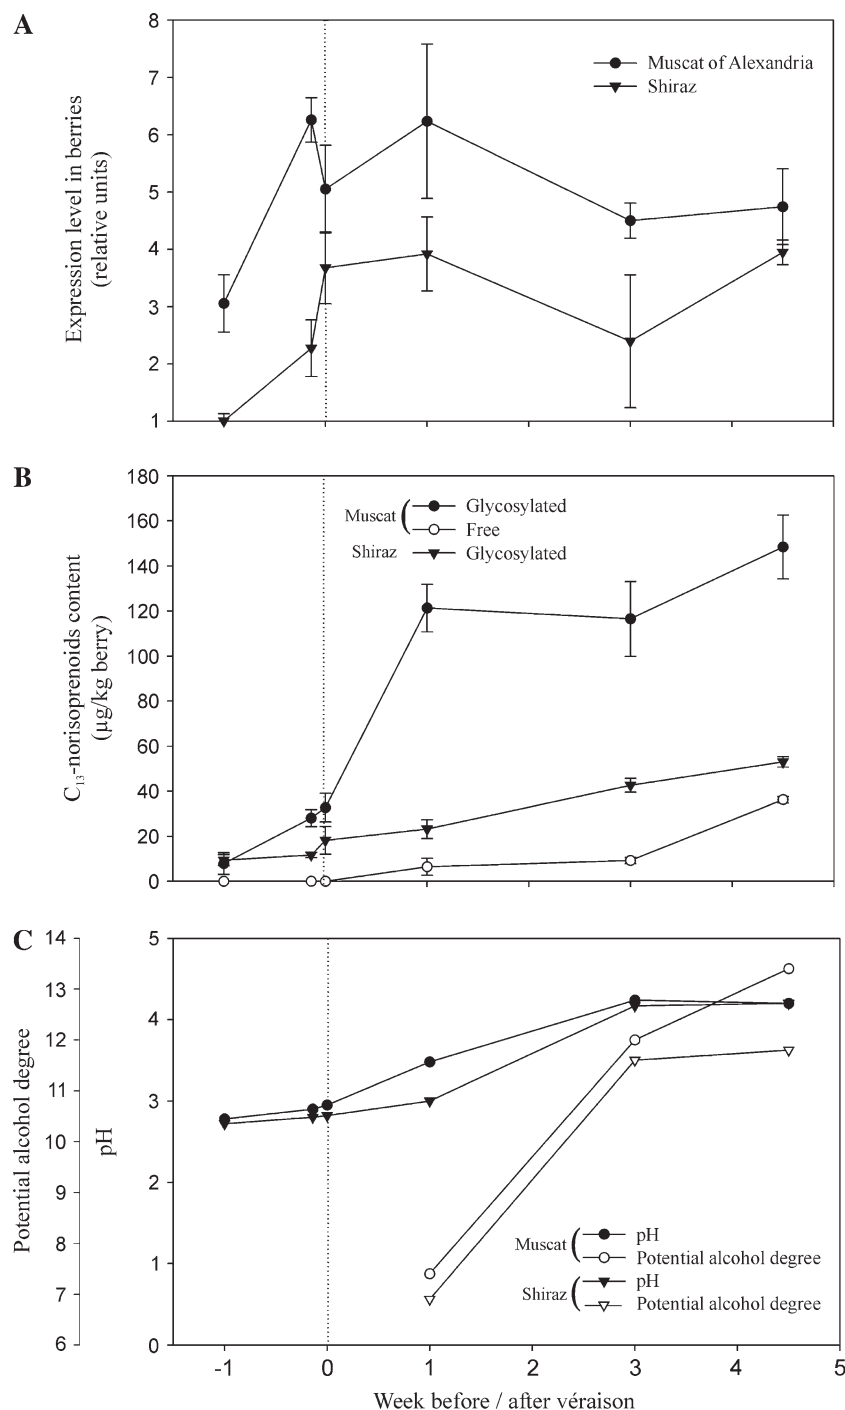 A
8
7
6
5
4
3
2
1
Expression level in berries
(relative units)
Muscat of Alexandria
Shiraz
B
180
160
140
120
100
80
60
40
20
0
C₁₃-norisoprenoids content
(µg/kg berry)
Muscat ( Glycosylated
Free
Shiraz Glycosylated
C
14
13
12
11
10
9
8
7
6
Potential alcohol degree
5
4
3
2
1
0
pH
Muscat ( pH
Potential alcohol degree
Shiraz ( pH
Potential alcohol degree
-1 0 1 2 3 4 5
Week before / after véraison